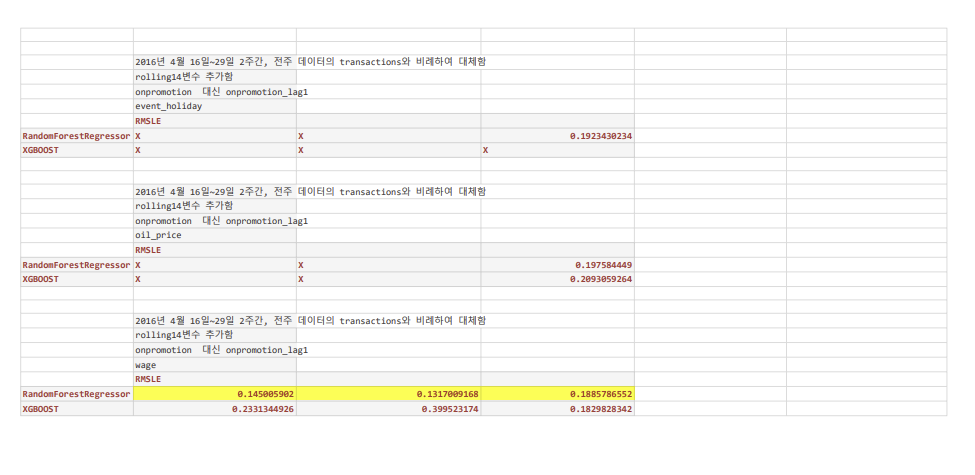 2016년 4월 16일~29일 2주간, 전주 데이터의 transactions와 비례하여 대체함
rolling14변수 추가함
onpromotion 대신 onpromotion_lag1
event_holiday
RMSLE
RandomForestRegressor X X 0.1923430234
XGBOOST X X X
2016년 4월 16일~29일 2주간, 전주 데이터의 transactions와 비례하여 대체함
rolling14변수 추가함
onpromotion 대신 onpromotion_lag1
oil_price
RMSLE
RandomForestRegressor X X 0.197584449
XGBOOST X X 0.2093059264
2016년 4월 16일~29일 2주간, 전주 데이터의 transactions와 비례하여 대체함
rolling14변수 추가함
onpromotion 대신 onpromotion_lag1
wage
RMSLE
RandomForestRegressor 0.145005902 0.1317009168 0.1885786552
XGBOOST 0.2331344926 0.399523174 0.1829828342